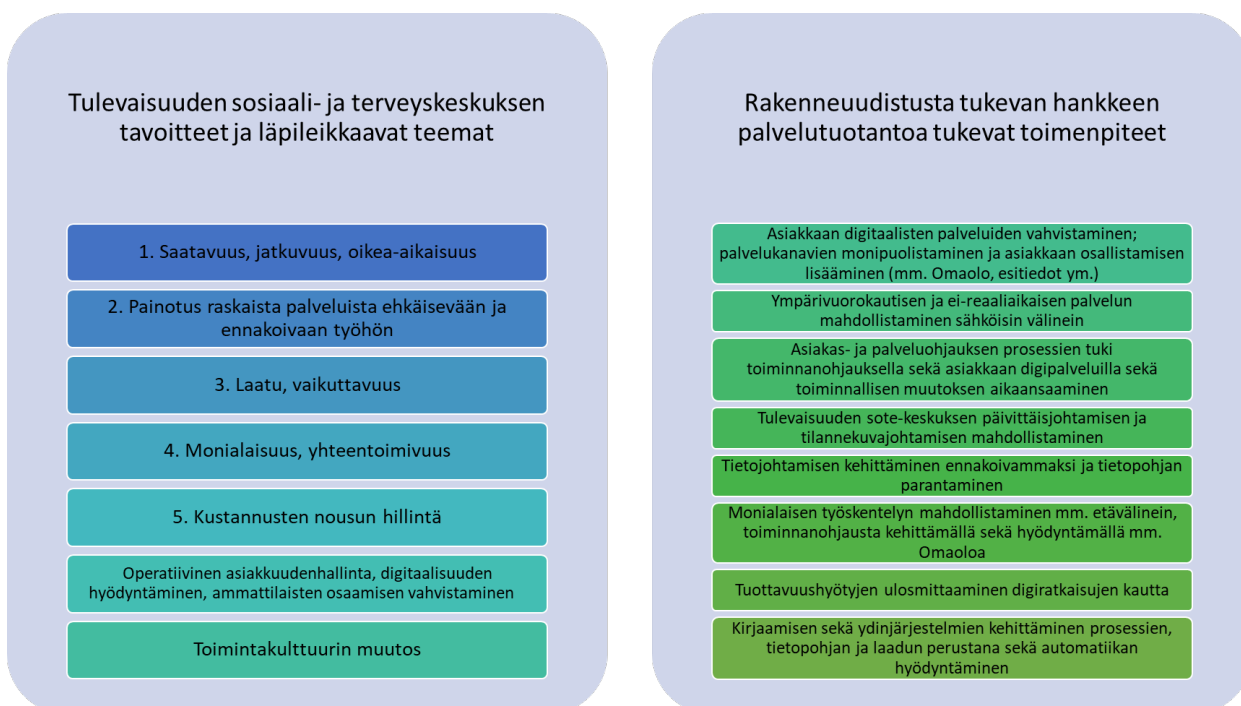 Tulevaisuuden sosiaali- ja terveyskeskuksen
tavoitteet ja läpileikkaavat teemat
1. Saatavuus, jatkuvuus, oikea-aikaisuus
2. Painotus raskaista palveluista ehkäisevään ja
ennakoivaan työhön
3. Laatu, vaikuttavuus
4. Monialaisuus, yhteentoimivuus
5. Kustannusten nousun hillintä
Operatiivinen asiakkuudenhallinta, digitaalisuuden
hyödyntäminen, ammattilaisten osaamisen vahvistaminen
Toimintakulttuurin muutos
Rakenneuudistusta tukevan hankkeen
palvelutuotantoa tukevat toimenpiteet
Asiakkaan digitaalisten palveluiden vahvistaminen;
palvelukanavien monipuolistaminen ja asiakkaan osallistamisen
lisääminen (mm. Omaolo, esitiedot ym.)
Ympärivuorokautisen ja ei-reaaliaikaisen palvelun
mahdollistaminen sähköisin välinein
Asiakas- ja palveluohjauksen prosessien tuki
toiminnanohjauksella sekä asiakkaan digipalveluilla sekä
toiminnallisen muutoksen aikaansaaminen
Tulevaisuuden sote-keskuksen päivittäisjohtamisen ja
tilannekuvajohtamisen mahdollistaminen
Tietojohtamisen kehittäminen ennakoivammaksi ja tietopohjan
parantaminen
Monialaisen työskentelyn mahdollistaminen mm. etävälinein,
toiminnanohjausta kehittämällä sekä hyödyntämällä mm.
Omaoloa
Tuottavuushyötyjen ulosmittaaminen digiratkaisujen kautta
Kirjaamisen sekä ydinjärjestelmien kehittäminen prosessien,
tietopohjan ja laadun perustana sekä automatiikan
hyödyntäminen